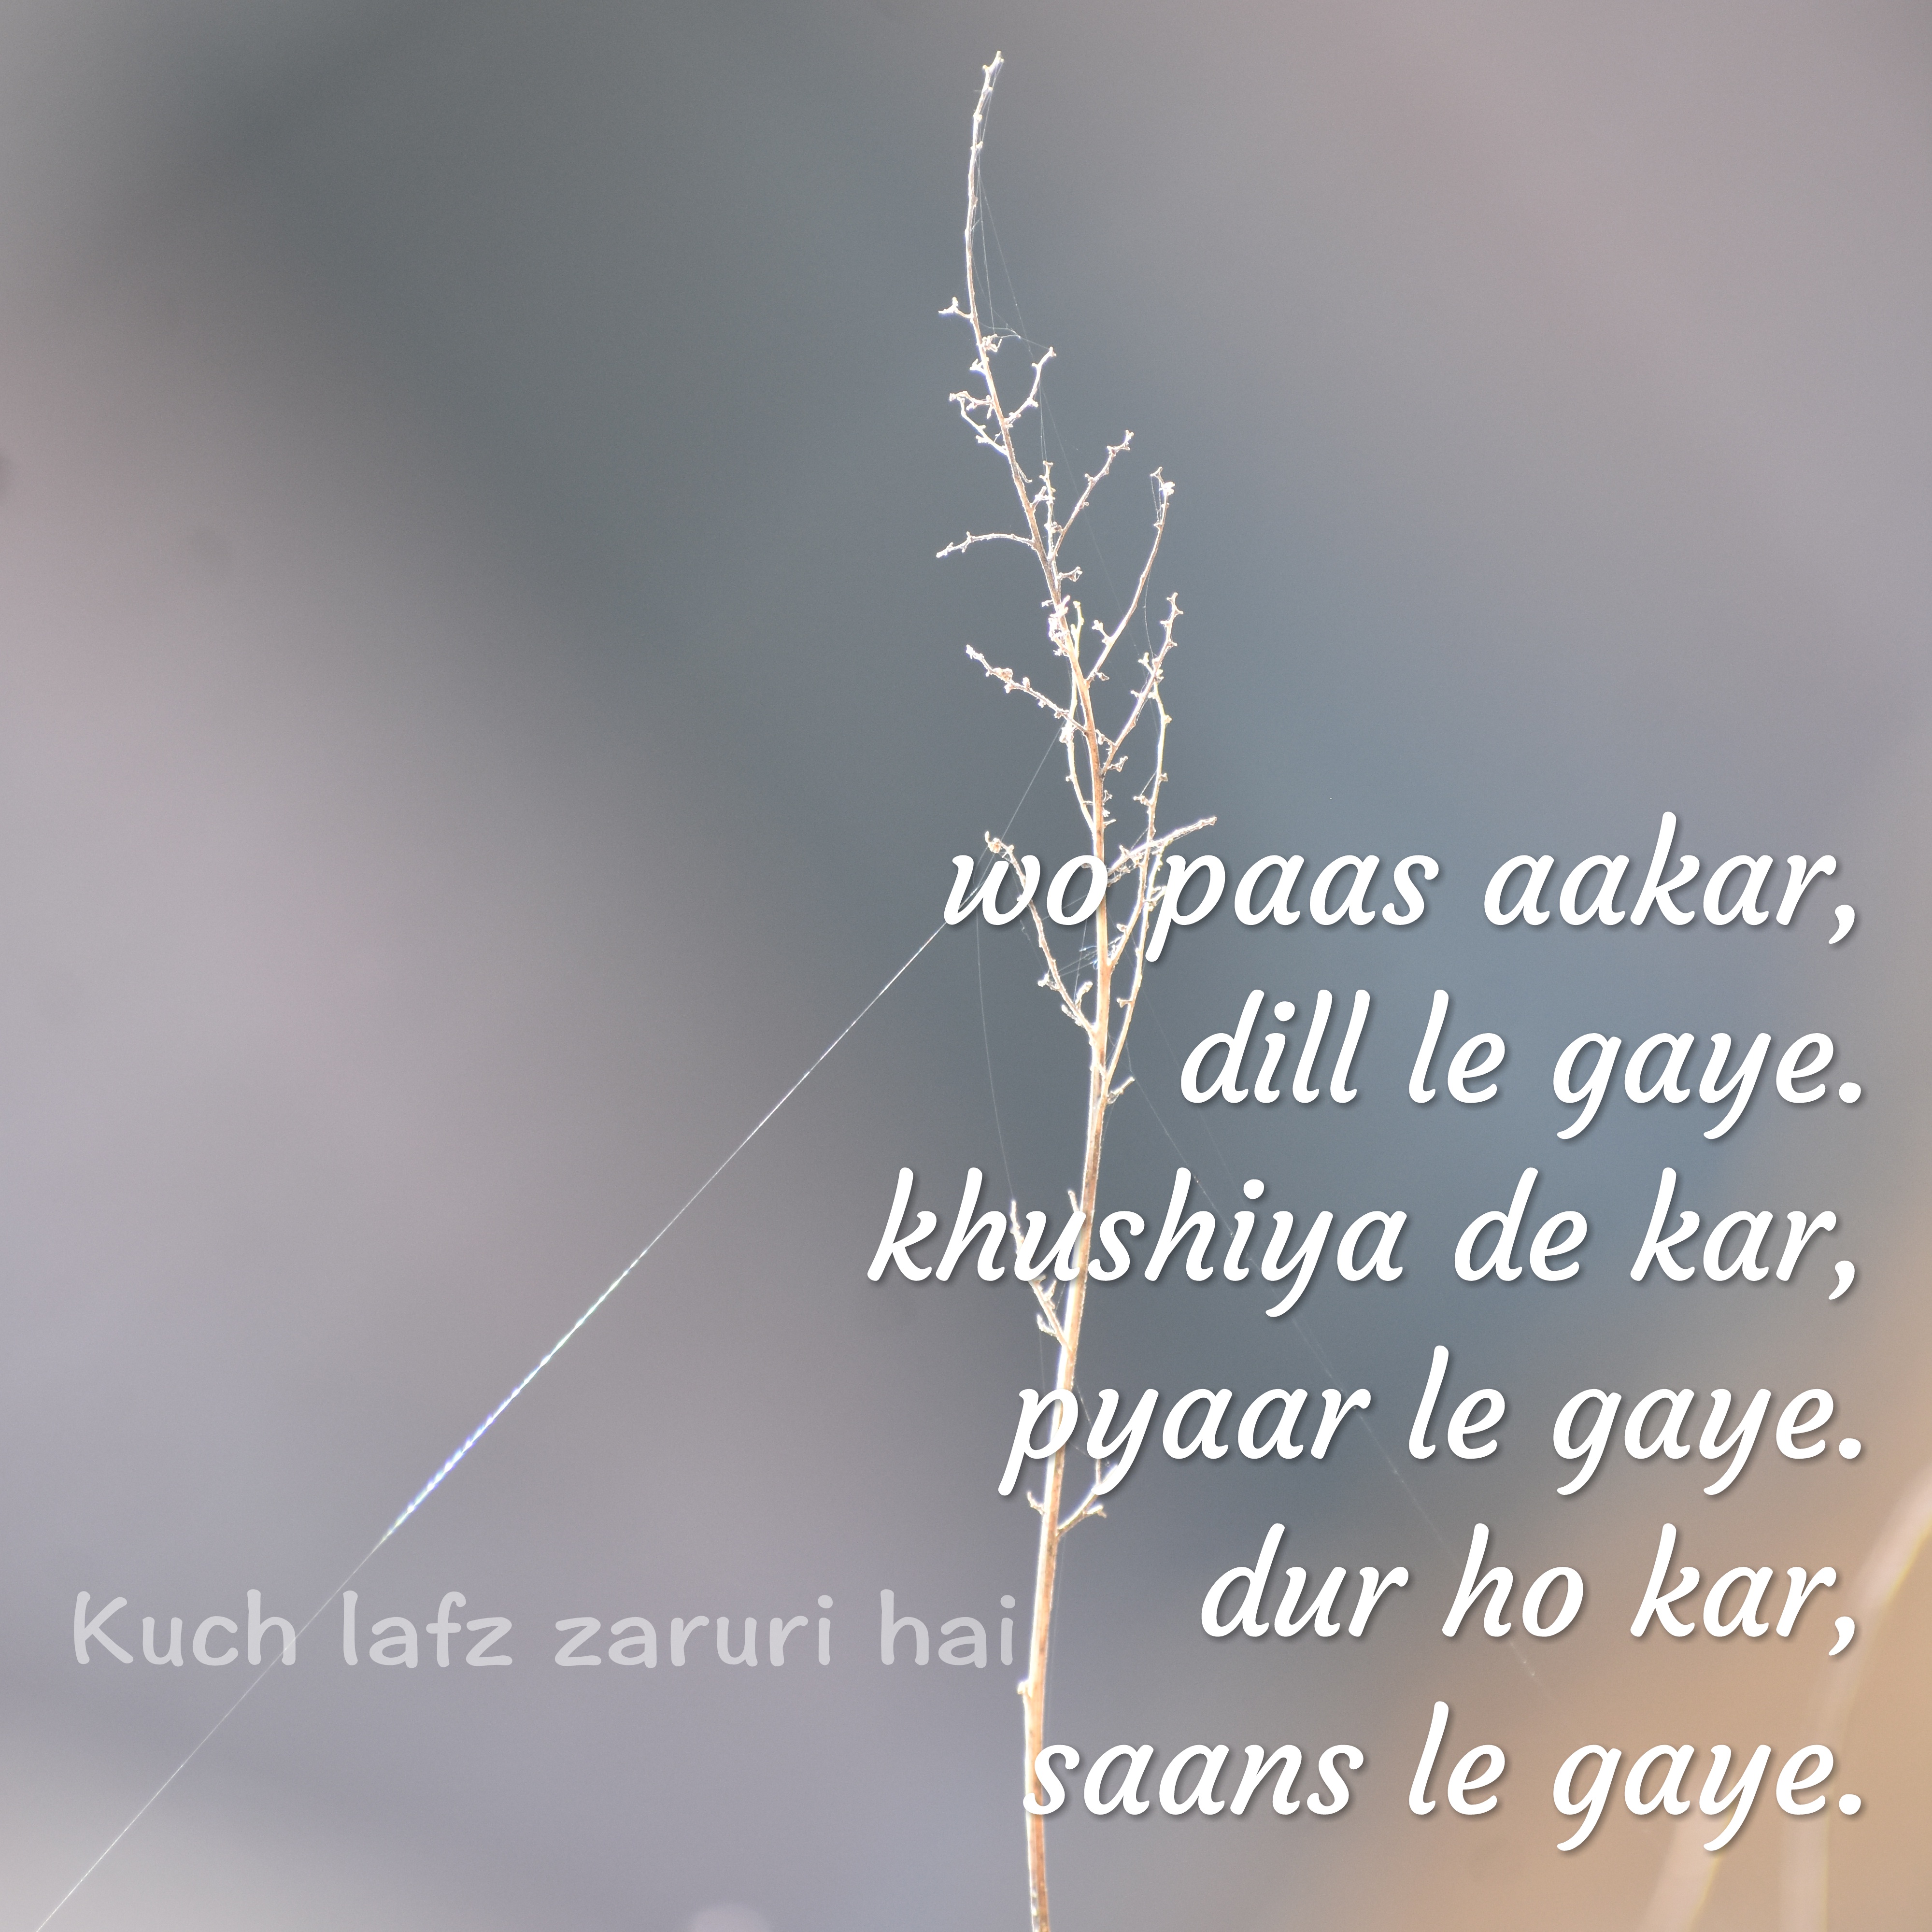 wo paas aakar,
dill le gaye.
khushiya de kar,
pyaar le gaye.
dur ho kar,
saans le gaye.
Kuch lafz zaruri hai